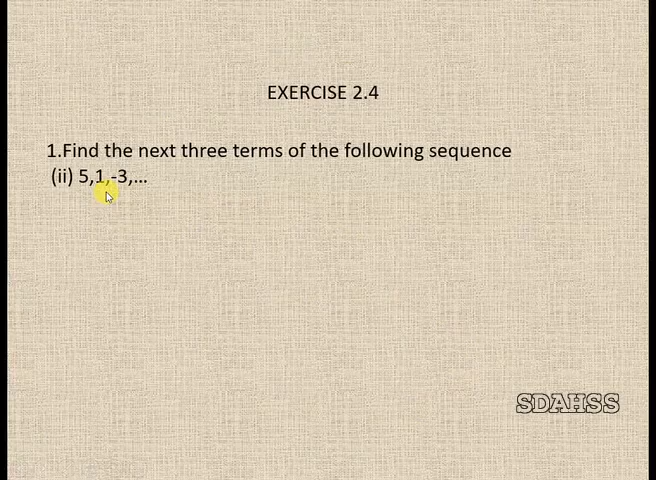 EXERCISE 2.4
1.Find the next three terms of the following sequence
(ii) 5,1,-3,...
SDAHSS